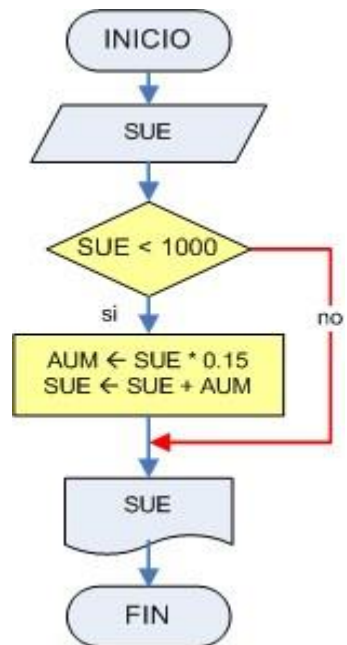 INICIO
SUE
SUE < 1000
si
no
AUM ← SUE * 0.15
SUE ← SUE + AUM
SUE
FIN